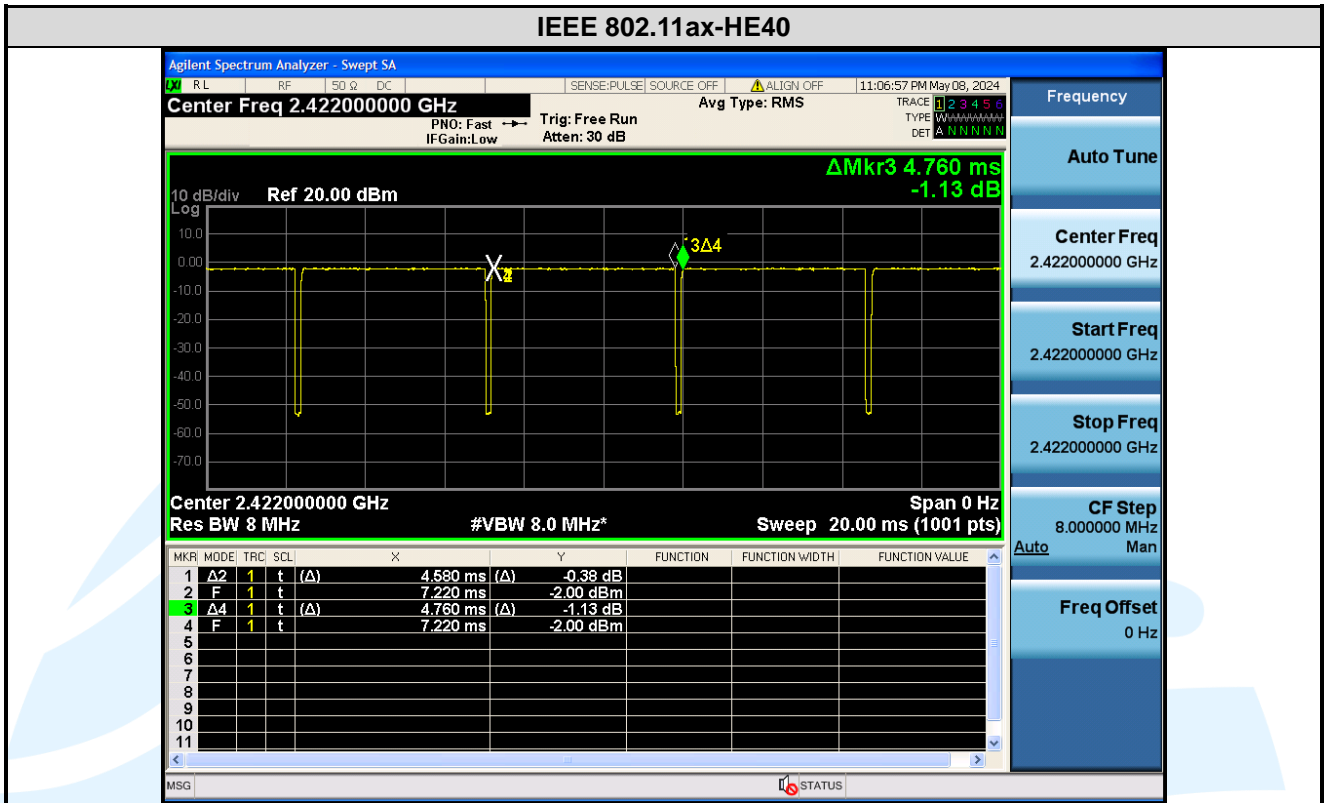 IEEE 802.11ax-HE40
Agilent Spectrum Analyzer - Swept SA
LXI RL RF 50 Ω DC SENSE:PULSE SOURCE OFF ALIGN OFF 11:06:57 PM May 08, 2024
Center Freq 2.422000000 GHz
PNO: Fast
IFGain:Low
Trig: Free Run
Atten: 30 dB
Avg Type: RMS
TRACE 1 2 3 4 5 6
TYPE WWWWWW
DET A N N N N N
ΔMkr3 4.760 ms
-1.13 dB
10 dB/div
Log
Ref 20.00 dBm
10.0
0.00
-10.0
-20.0
-30.0
-40.0
-50.0
-60.0
-70.0
3Δ4
Center 2.422000000 GHz
Span 0 Hz
Res BW 8 MHz
#VBW 8.0 MHz*
Sweep 20.00 ms (1001 pts)
MKR MODE TRC SCL X Y FUNCTION FUNCTION WIDTH FUNCTION VALUE
1 Δ2 1 t (Δ) 4.580 ms (Δ) -0.38 dB
2 F 1 t 7.220 ms -2.00 dBm
3 Δ4 1 t (Δ) 4.760 ms (Δ) -1.13 dB
4 F 1 t 7.220 ms -2.00 dBm
5
6
7
8
9
10
11
MSG
STATUS
Frequency
Auto Tune
Center Freq
2.422000000 GHz
Start Freq
2.422000000 GHz
Stop Freq
2.422000000 GHz
CF Step
8.000000 MHz
Auto Man
Freq Offset
0 Hz